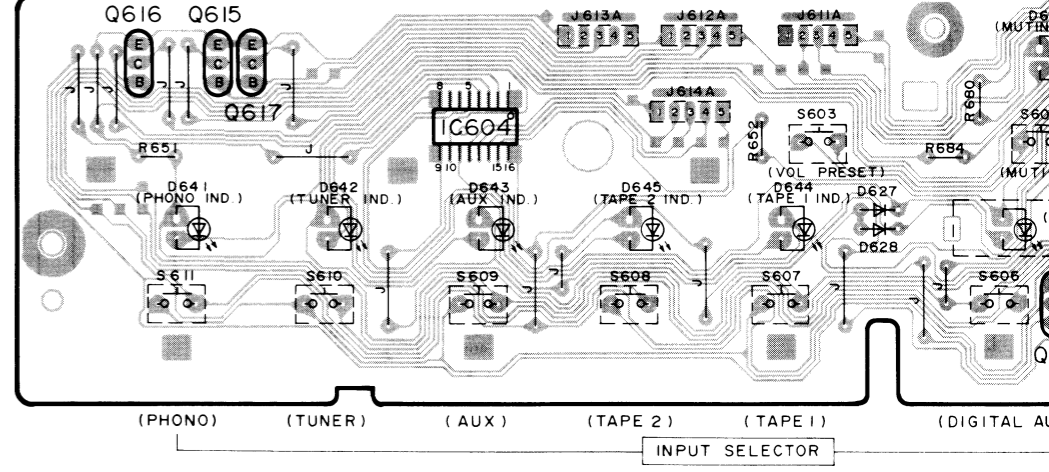 Q616 Q615
J613A J612A J611A
E E E
C C C
B B B
1 2 3 4 5 1 2 3 4 5 1 2 3 4 5
J J J J J J
Q617
8 5 1
J614A
1 2 3 4 5
R680
IC604
S603
R652
R651 J R684
9 10 15 16
(VOL PRESET)
D641 D642 D643 D645 D644 D627
(PHONO IND.) (TUNER IND.) (AUX IND.) (TAPE 2 IND.) (TAPE 1 IND.)
D628
S611 S610 S609 S608 S607 S606
J J J J J J J
(PHONO) (TUNER) (AUX) (TAPE 2) (TAPE 1) (DIGITAL AU
INPUT SELECTOR